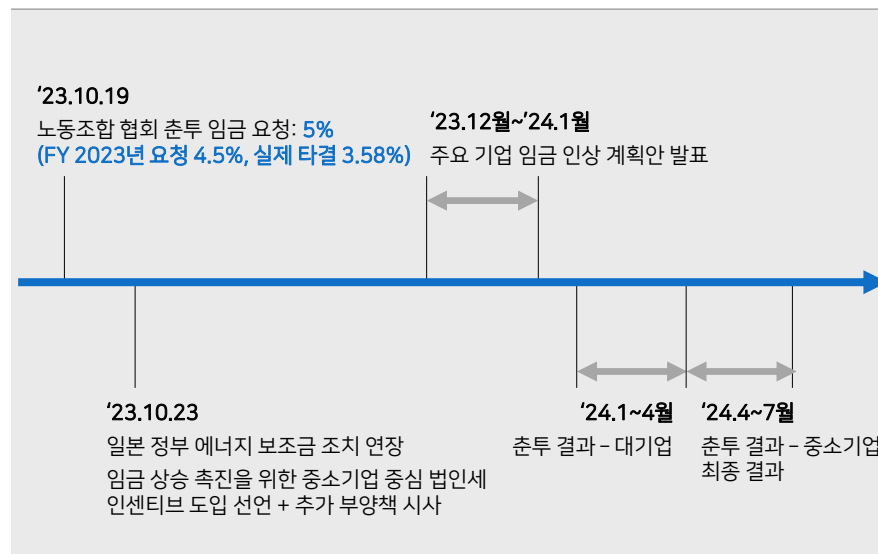 ‘23.10.19
노동조합 협회 춘투 임금 요청: 5%
(FY 2023년 요청 4.5%, 실제 타결 3.58%)
‘23.12월~’24.1월
주요 기업 임금 인상 계획안 발표
‘23.10.23
일본 정부 에너지 보조금 조치 연장
임금 상승 촉진을 위한 중소기업 중심 법인세
인센티브 도입 선언 + 추가 부양책 시사
‘24.1~4월
춘투 결과 – 대기업
‘24.4~7월
춘투 결과 – 중소기업
최종 결과